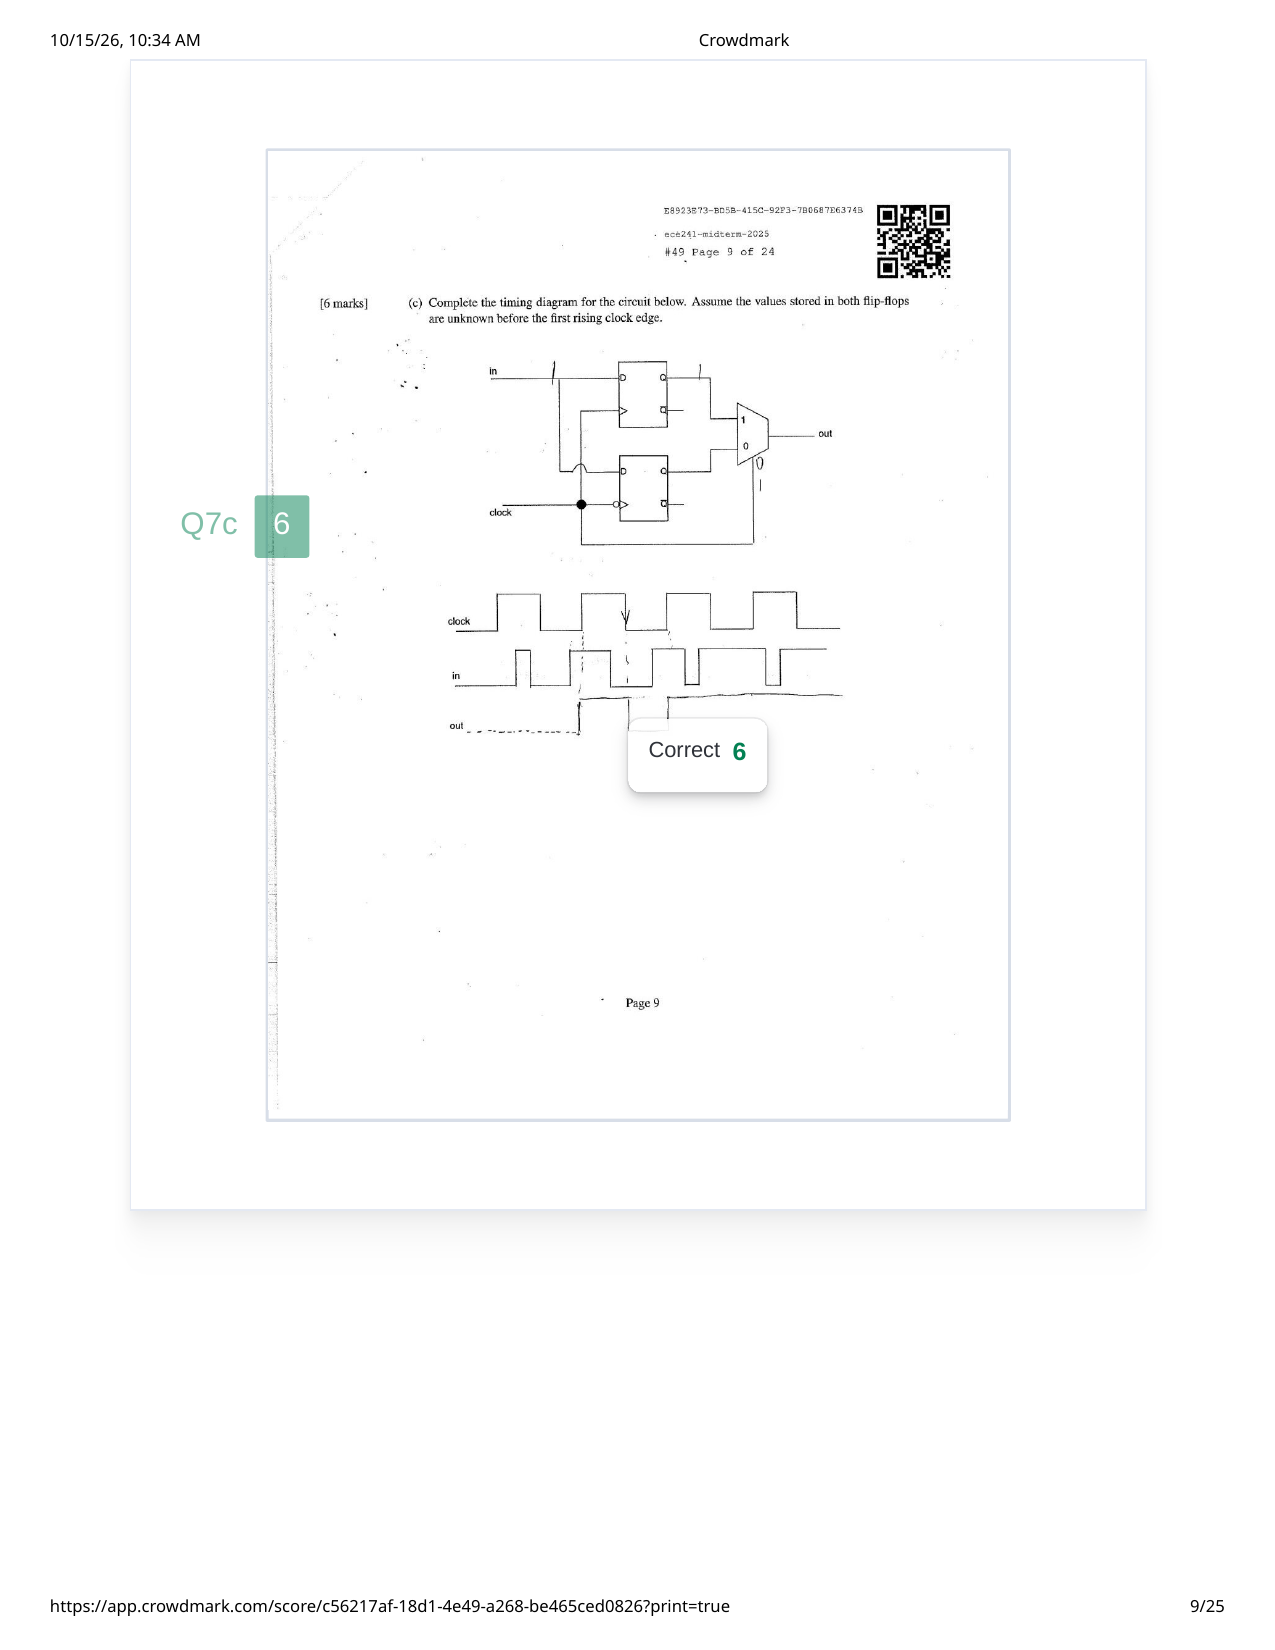 10/15/26, 10:34 AM
Crowdmark
E8923E73-BD5B-415C-92F3-7B0687E6374B
ece241-midterm-2025
#49 Page 9 of 24
[6 marks] (c) Complete the timing diagram for the circuit below. Assume the values stored in both flip-flops
are unknown before the first rising clock edge.
in
D Q
Q
1
0
out
0
1
D Q
Q
clock
Q7c 6
clock
in
out
Correct 6
Page 9
https://app.crowdmark.com/score/c56217af-18d1-4e49-a268-be465ced0826?print=true
9/25